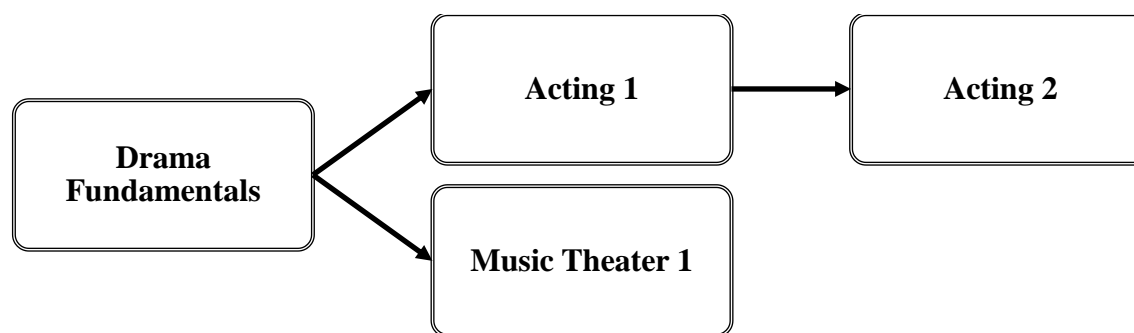 Drama
Fundamentals
Acting 1
Acting 2
Music Theater 1